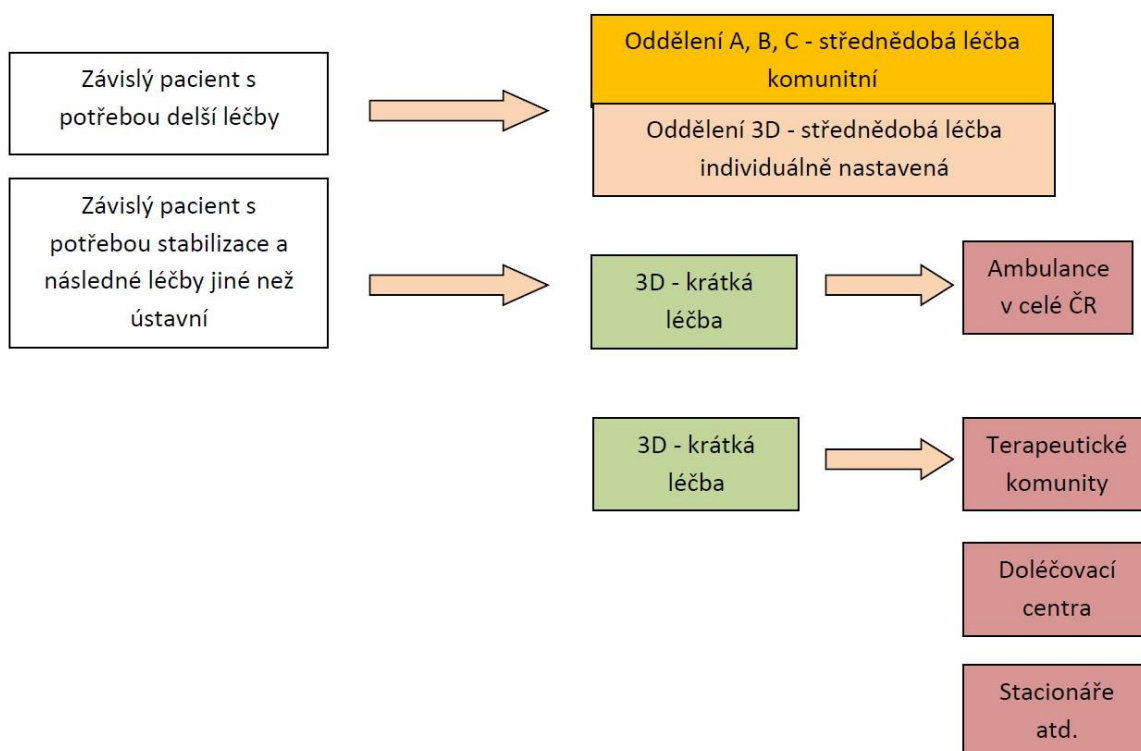 Závislý pacient s
potřebou delší léčby
Oddělení A, B, C - střednědobá léčba
komunitní
Oddělení 3D - střednědobá léčba
individuálně nastavená
Závislý pacient s
potřebou stabilizace a
následné léčby jiné než
ústavní
3D - krátká
léčba
Ambulance
v celé ČR
3D - krátká
léčba
Terapeutické
komunity
Doléčovací
centra
Stacionáře
atd.